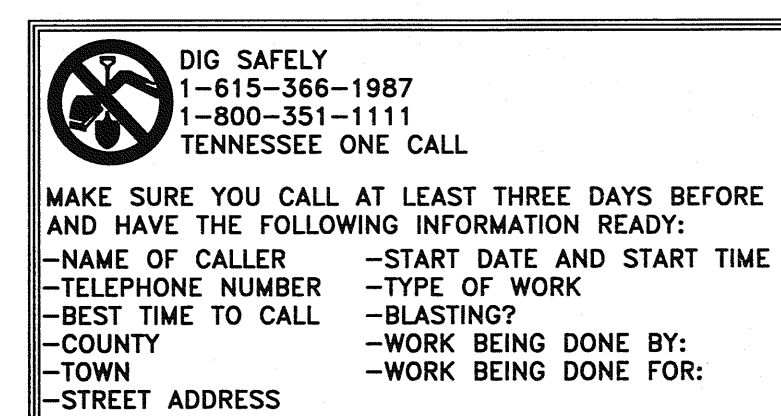 DIG SAFELY
1-615-366-1987
1-800-351-1111
TENNESSEE ONE CALL
MAKE SURE YOU CALL AT LEAST THREE DAYS BEFORE
AND HAVE THE FOLLOWING INFORMATION READY:
-NAME OF CALLER
-TELEPHONE NUMBER
-BEST TIME TO CALL
-COUNTY
-TOWN
-STREET ADDRESS
-START DATE AND START TIME
-TYPE OF WORK
-BLASTING?
-WORK BEING DONE BY:
-WORK BEING DONE FOR: